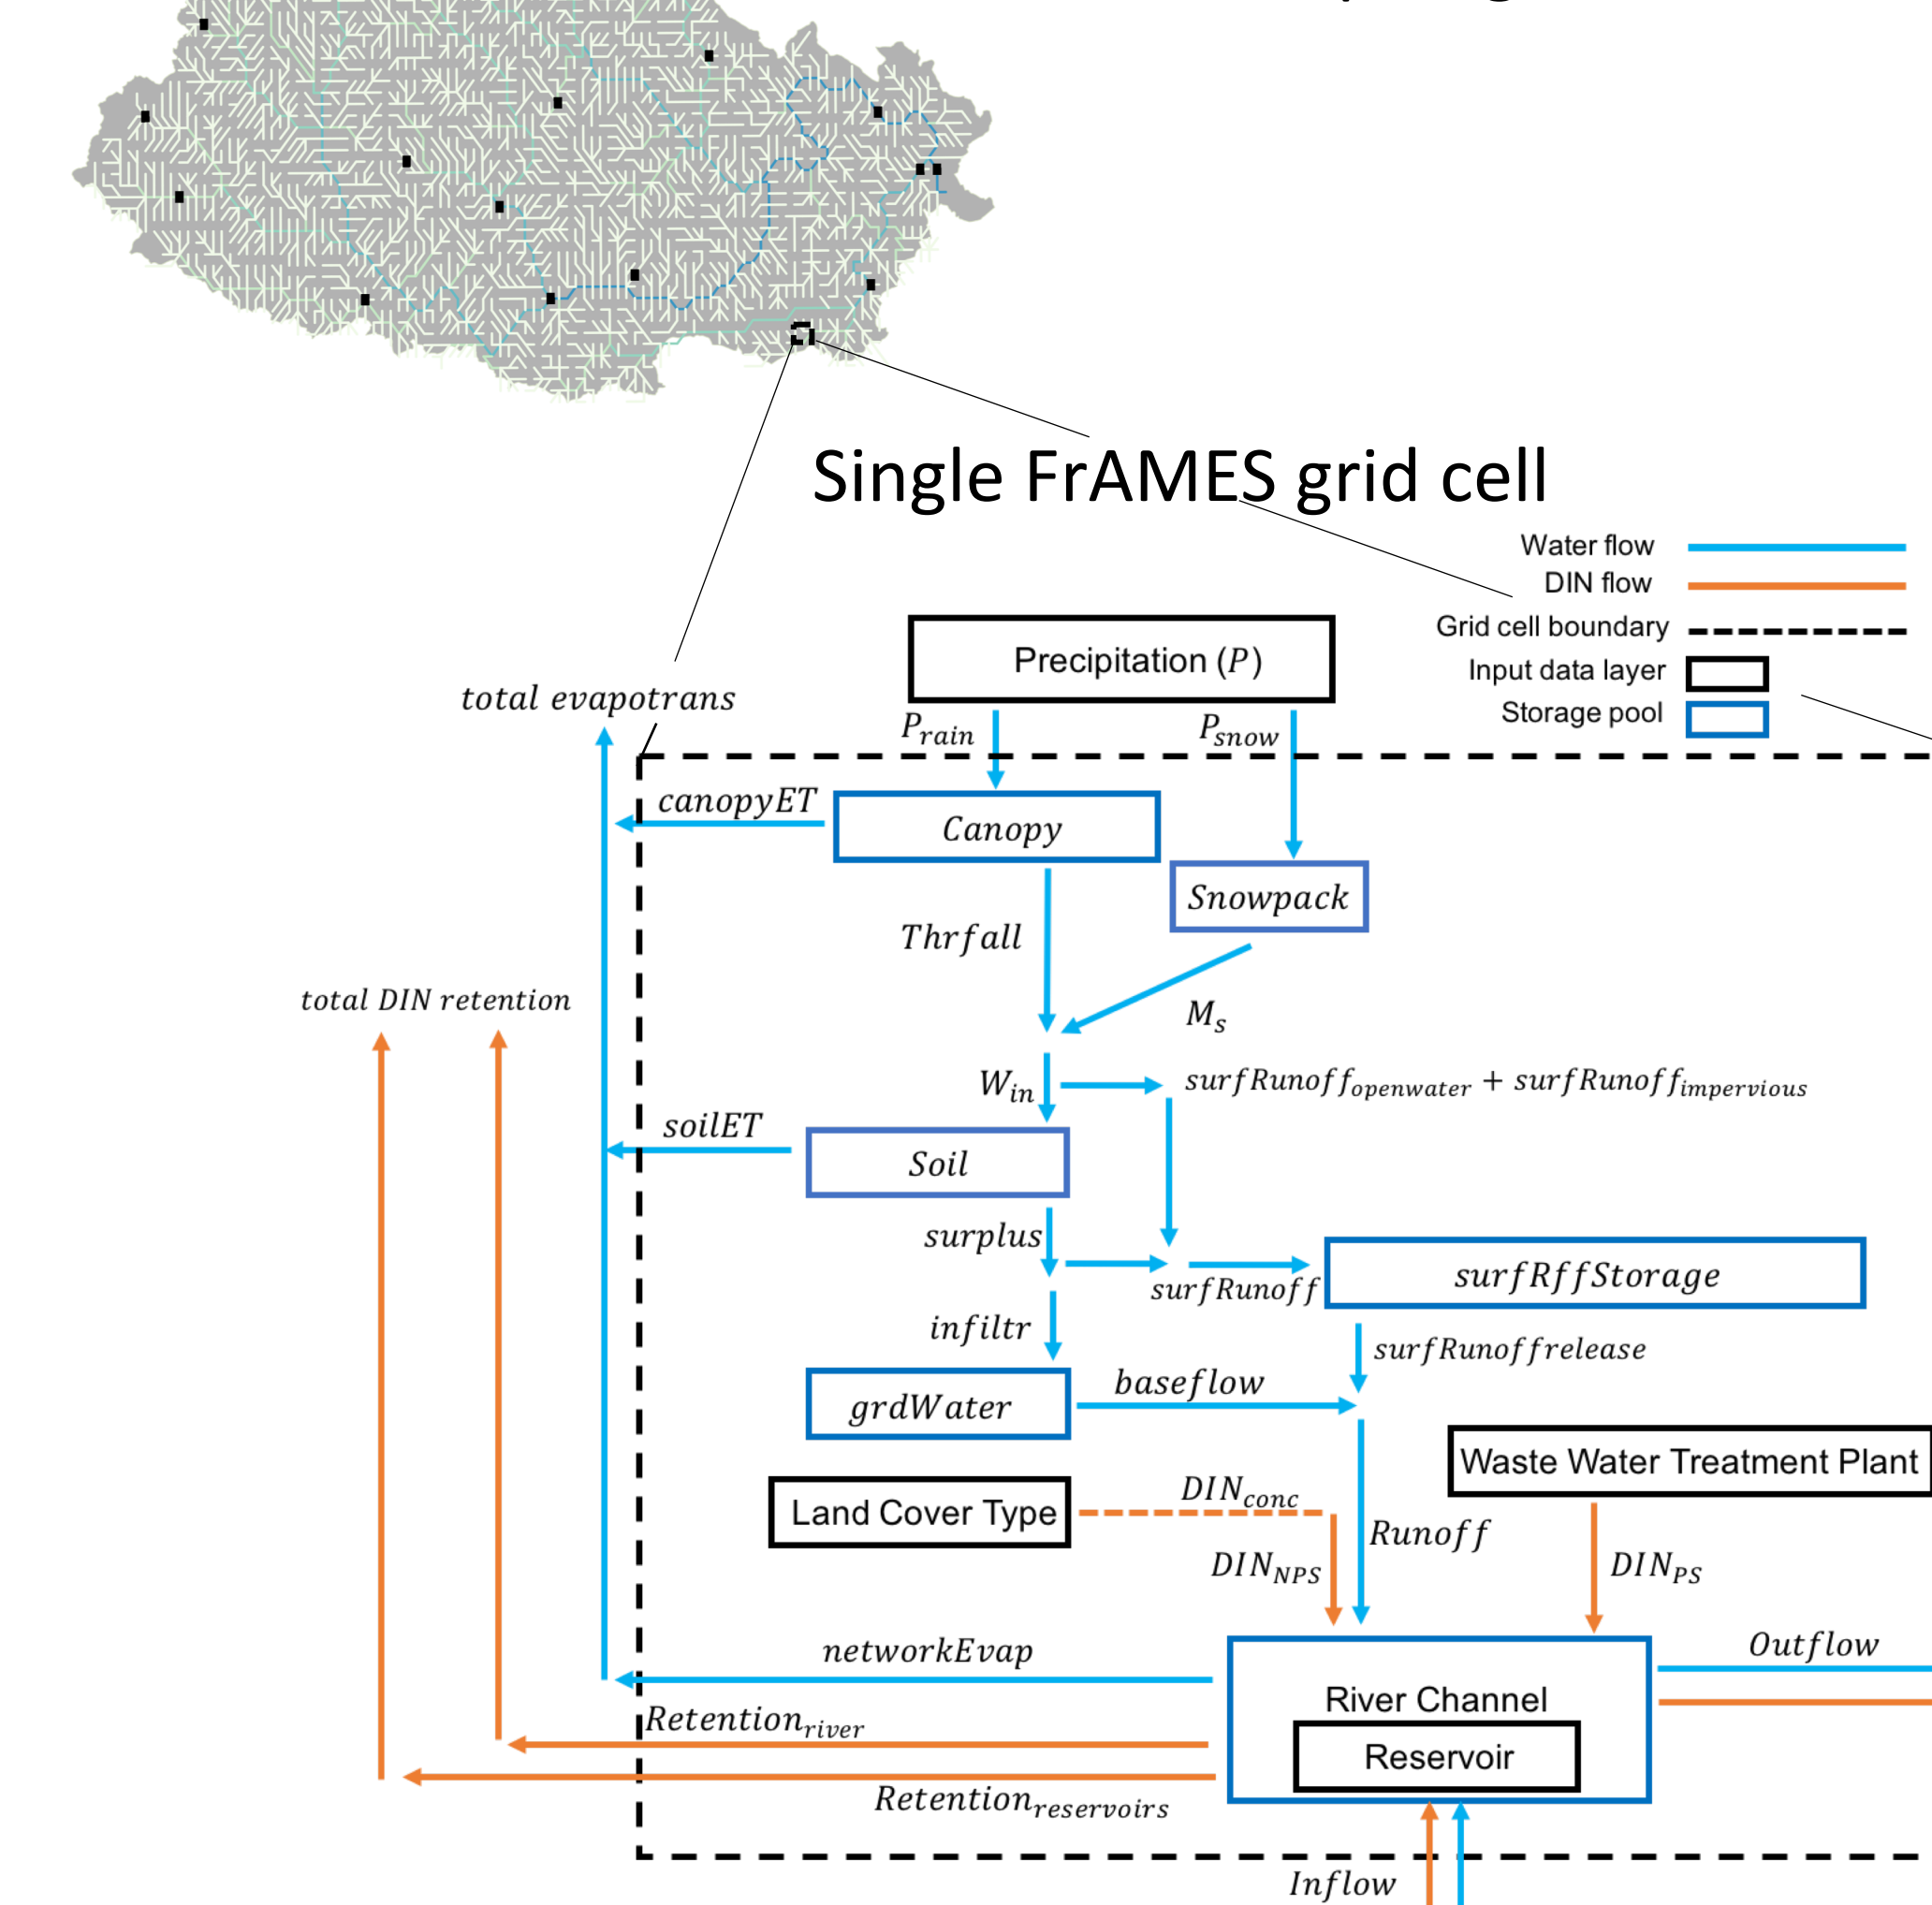 Single FrAMES grid cell
Water flow
DIN flow
Grid cell boundary
Input data layer
Storage pool
Precipitation (P)
total evapotrans
P_rain
P_snow
canopyET
Canopy
Snowpack
Thrfall
total DIN retention
M_s
W_in
surfRunoff_openwater + surfRunoff_impervious
soilET
Soil
surplus
surfRunoff
surfRffStorage
infiltr
surfRunoffrelease
baseflow
grdWater
Waste Water Treatment Plant
DIN_conc
Land Cover Type
Runoff
DIN_NPS
DIN_PS
networkEvap
Outflow
River Channel
Retention_river
Reservoir
Retention_reservoirs
Inflow